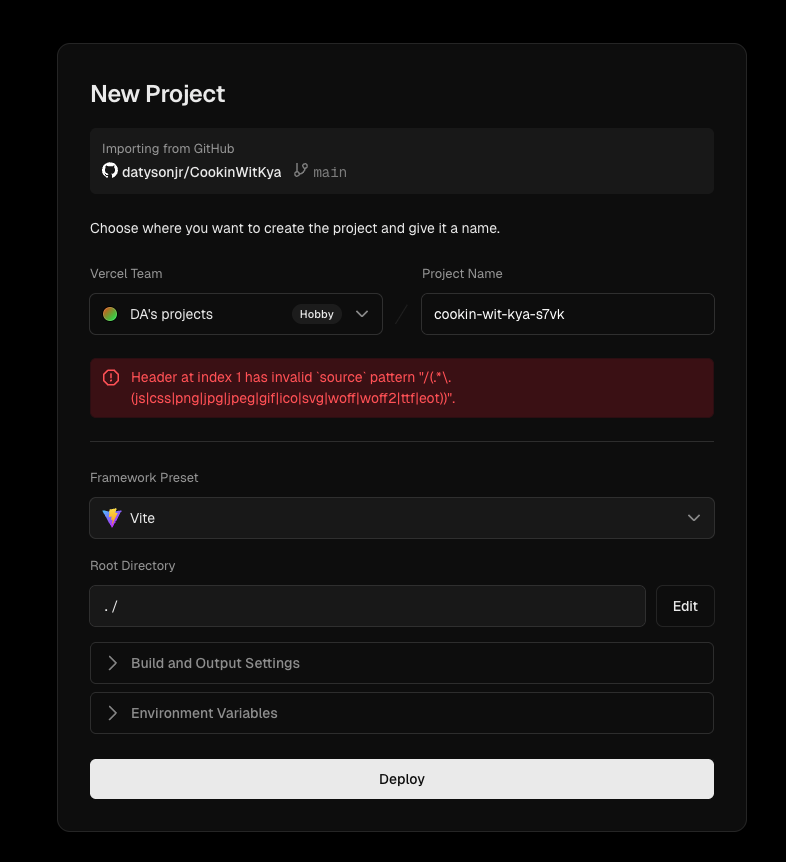 New Project
Importing from GitHub
datysonjr/CookinWitKya main
Choose where you want to create the project and give it a name.
Vercel Team Project Name
DA's projects Hobby / cookin-wit-kya-s7vk
Header at index 1 has invalid `source` pattern "/(.*\.
(js|css|png|jpg|jpeg|gif|ico|svg|woff|woff2|ttf|eot))".
Framework Preset
Vite
Root Directory
./ Edit
Build and Output Settings
Environment Variables
Deploy